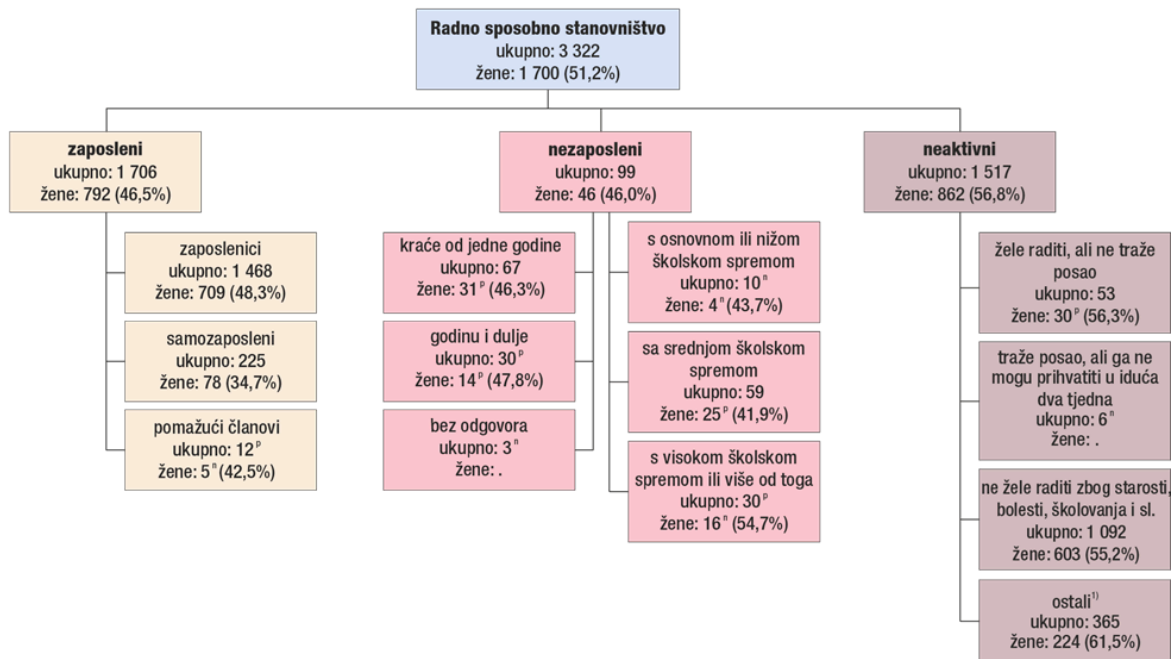 Radno sposobno stanovništvo
ukupno: 3 322
žene: 1 700 (51,2%)
zaposleni
ukupno: 1 706
žene: 792 (46,5%)
zaposlenici
ukupno: 1 468
žene: 709 (48,3%)
samozaposleni
ukupno: 225
žene: 78 (34,7%)
pomažući članovi
ukupno: 12 p
žene: 5 n (42,5%)
nezaposleni
ukupno: 99
žene: 46 (46,0%)
kraće od jedne godine
ukupno: 67
žene: 31 p (46,3%)
godinu i dulje
ukupno: 30 p
žene: 14 p (47,8%)
bez odgovora
ukupno: 3 n
žene: .
s osnovnom ili nižom
školskom spremom
ukupno: 10 n
žene: 4 n (43,7%)
sa srednjom školskom
spremom
ukupno: 59
žene: 25 p (41,9%)
s visokom školskom
spremom ili više od toga
ukupno: 30 p
žene: 16 n (54,7%)
neaktivni
ukupno: 1 517
žene: 862 (56,8%)
žele raditi, ali ne traže
posao
ukupno: 53
žene: 30 p (56,3%)
traže posao, ali ga ne
mogu prihvatiti u iduća
dva tjedna
ukupno: 6 n
žene: .
ne žele raditi zbog starosti,
bolesti, školovanja i sl.
ukupno: 1 092
žene: 603 (55,2%)
ostali 1)
ukupno: 365
žene: 224 (61,5%)